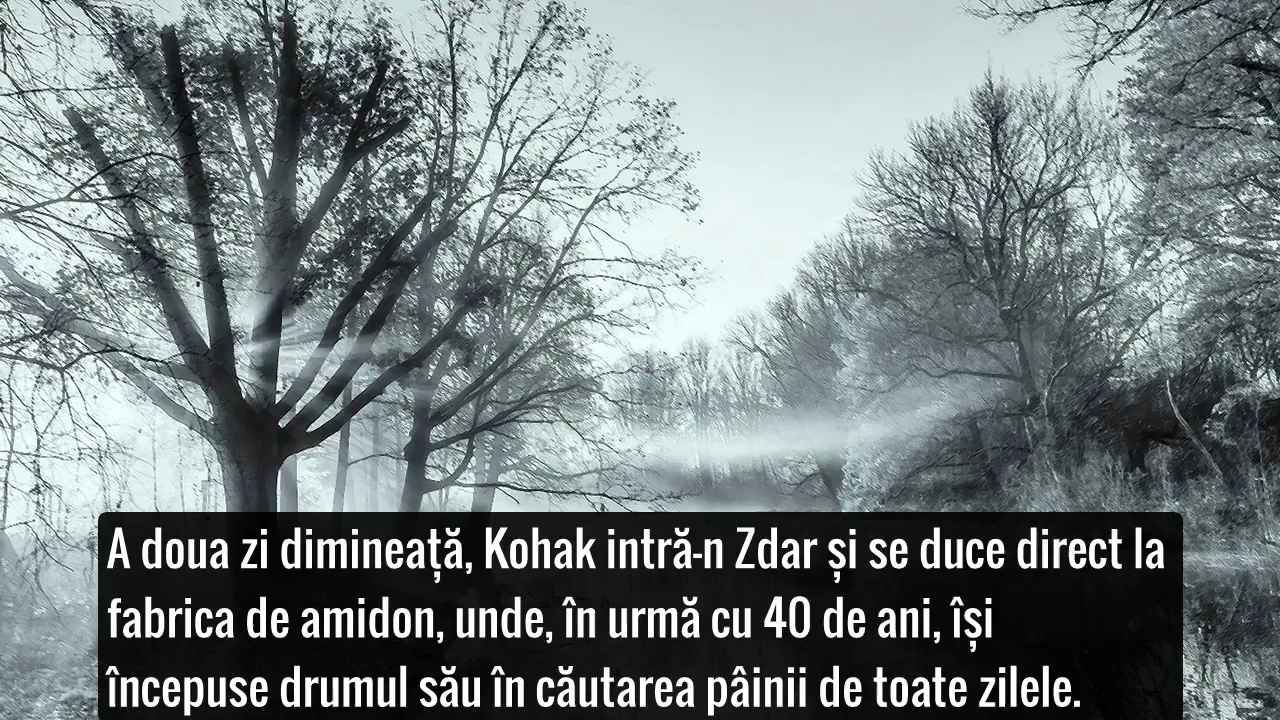 A doua zi dimineață, Kohak intră-n Zdar și se duce direct la
fabrica de amidon, unde, în urmă cu 40 de ani, își
începuse drumul său în căutarea pâinii de toate zilele.